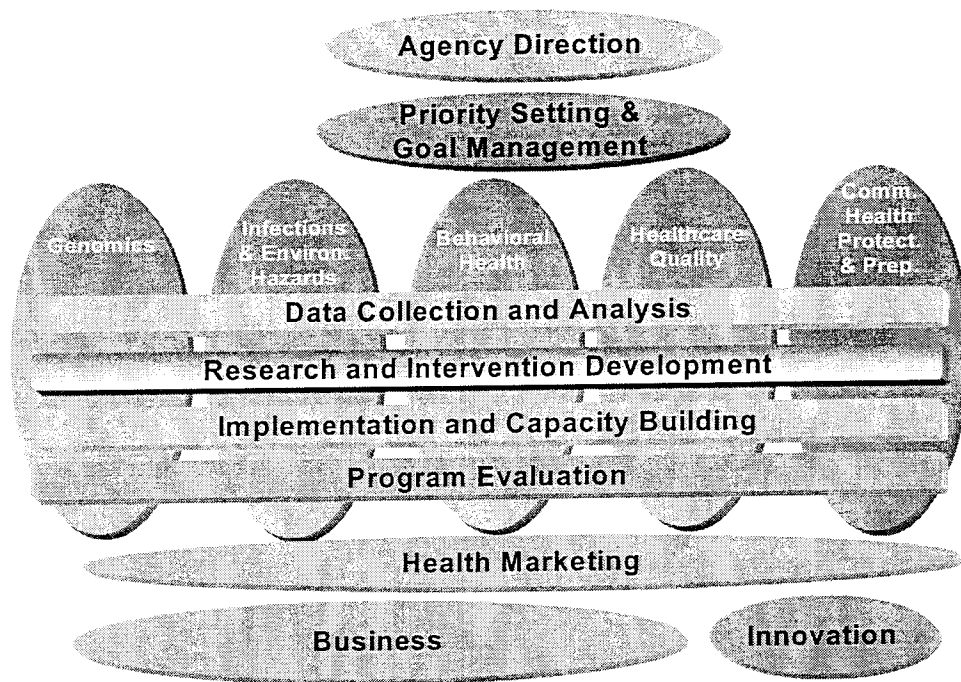 Agency Direction
Priority Setting &
Goal Management
Genomics
Infections
& Environ.
Hazards
Behavioral
Health
Healthcare
Quality
Comm.
Health
Protect.
& Prep.
Data Collection and Analysis
Research and Intervention Development
Implementation and Capacity Building
Program Evaluation
Health Marketing
Business
Innovation